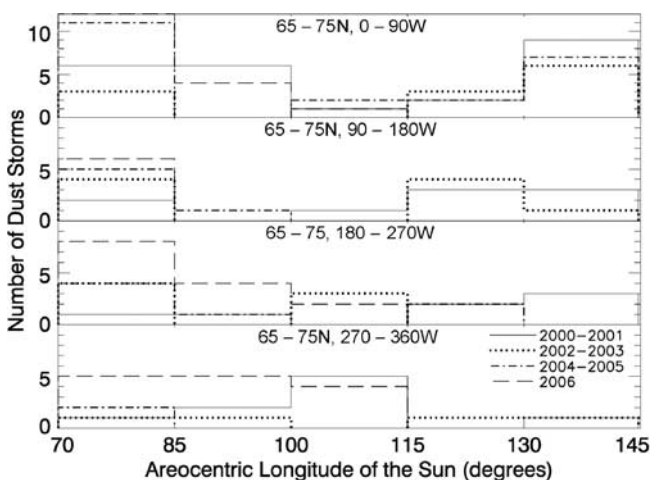 65 – 75N, 0 – 90W
10
5
0
65 – 75N, 90 – 180W
5
0
65 – 75, 180 – 270W
5
0
65 – 75N, 270 – 360W
2000–2001
2002–2003
2004–2005
2006
10
5
0
70 85 100 115 130 145
Areocentric Longitude of the Sun (degrees)
Number of Dust Storms